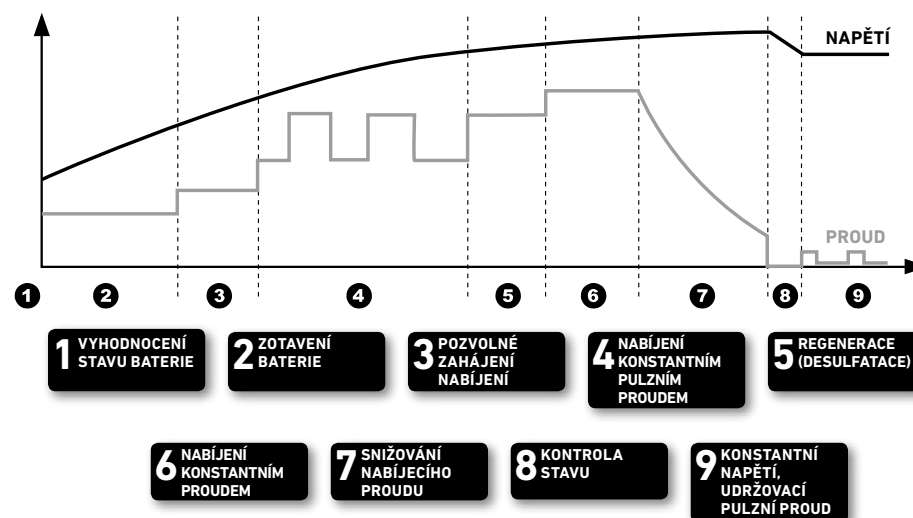 NAPĚTÍ
PROUD
1 2 3 4 5 6 7 8 9
1 VYHODNOCENÍ
STAVU BATERIE
2 ZOTAVENÍ
BATERIE
3 POZVOLNÉ
ZAHÁJENÍ
NABÍJENÍ
4 NABÍJENÍ
KONSTANTNÍM
PULZNÍM
PROUDEM
5 REGENERACE
(DESULFATACE)
6 NABÍJENÍ
KONSTANTNÍM
PROUDEM
7 SNIŽOVÁNÍ
NABÍJECÍHO
PROUDU
8 KONTROLA
STAVU
9 KONSTANTNÍ
NAPĚTÍ,
UDRŽOVACÍ
PULZNÍ PROUD